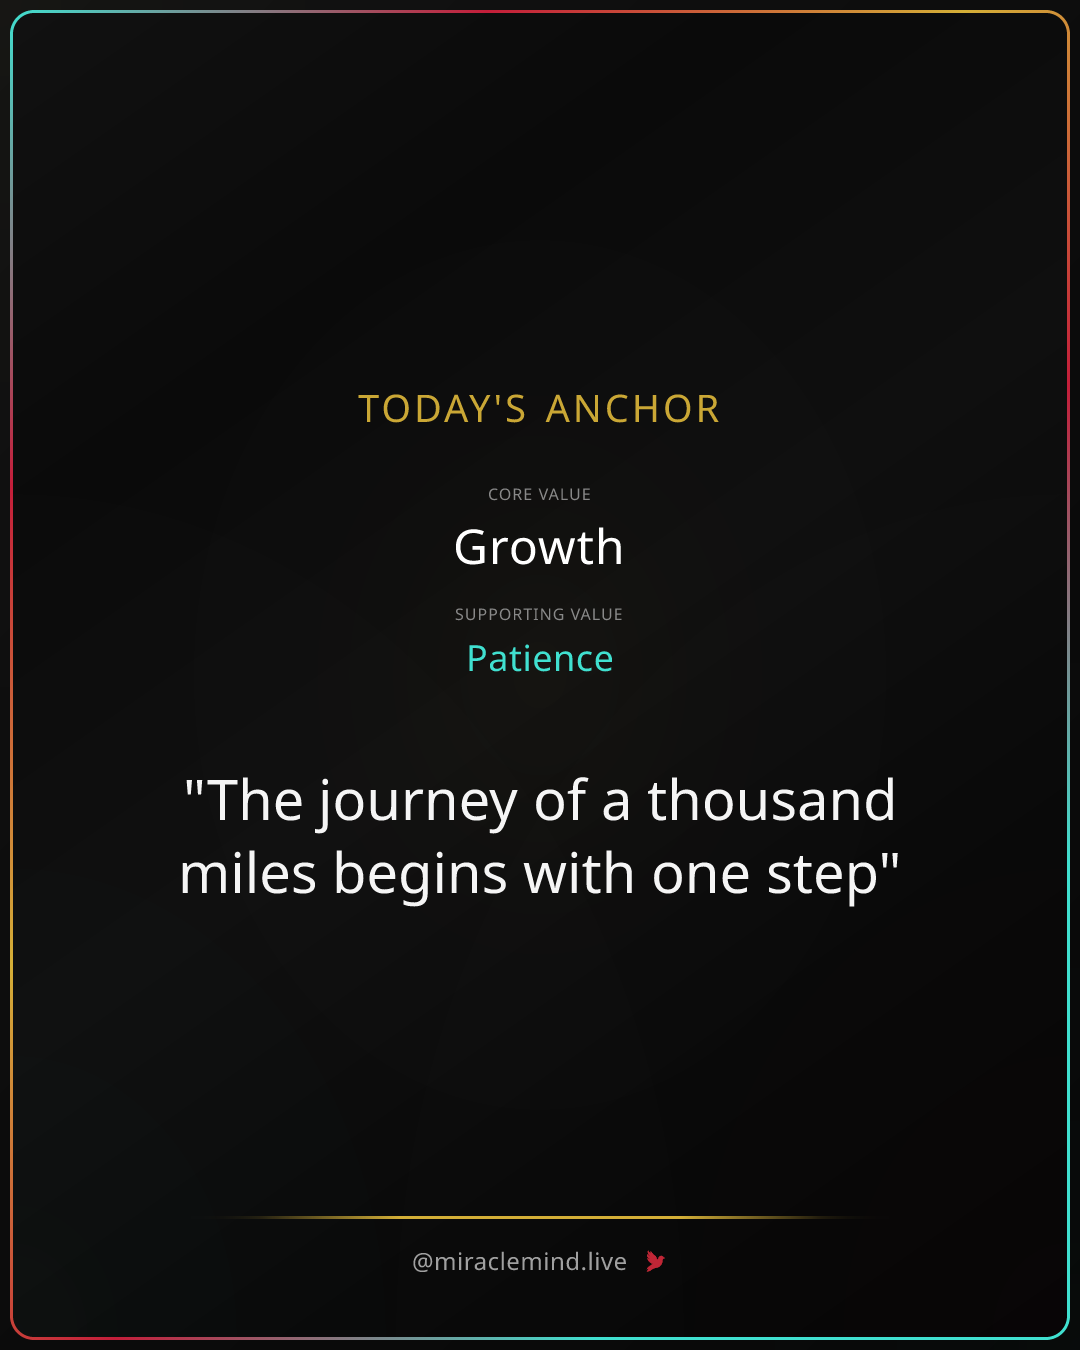 TODAY'S ANCHOR
CORE VALUE
Growth
SUPPORTING VALUE
Patience
"The journey of a thousand
miles begins with one step"
@miraclemind.live